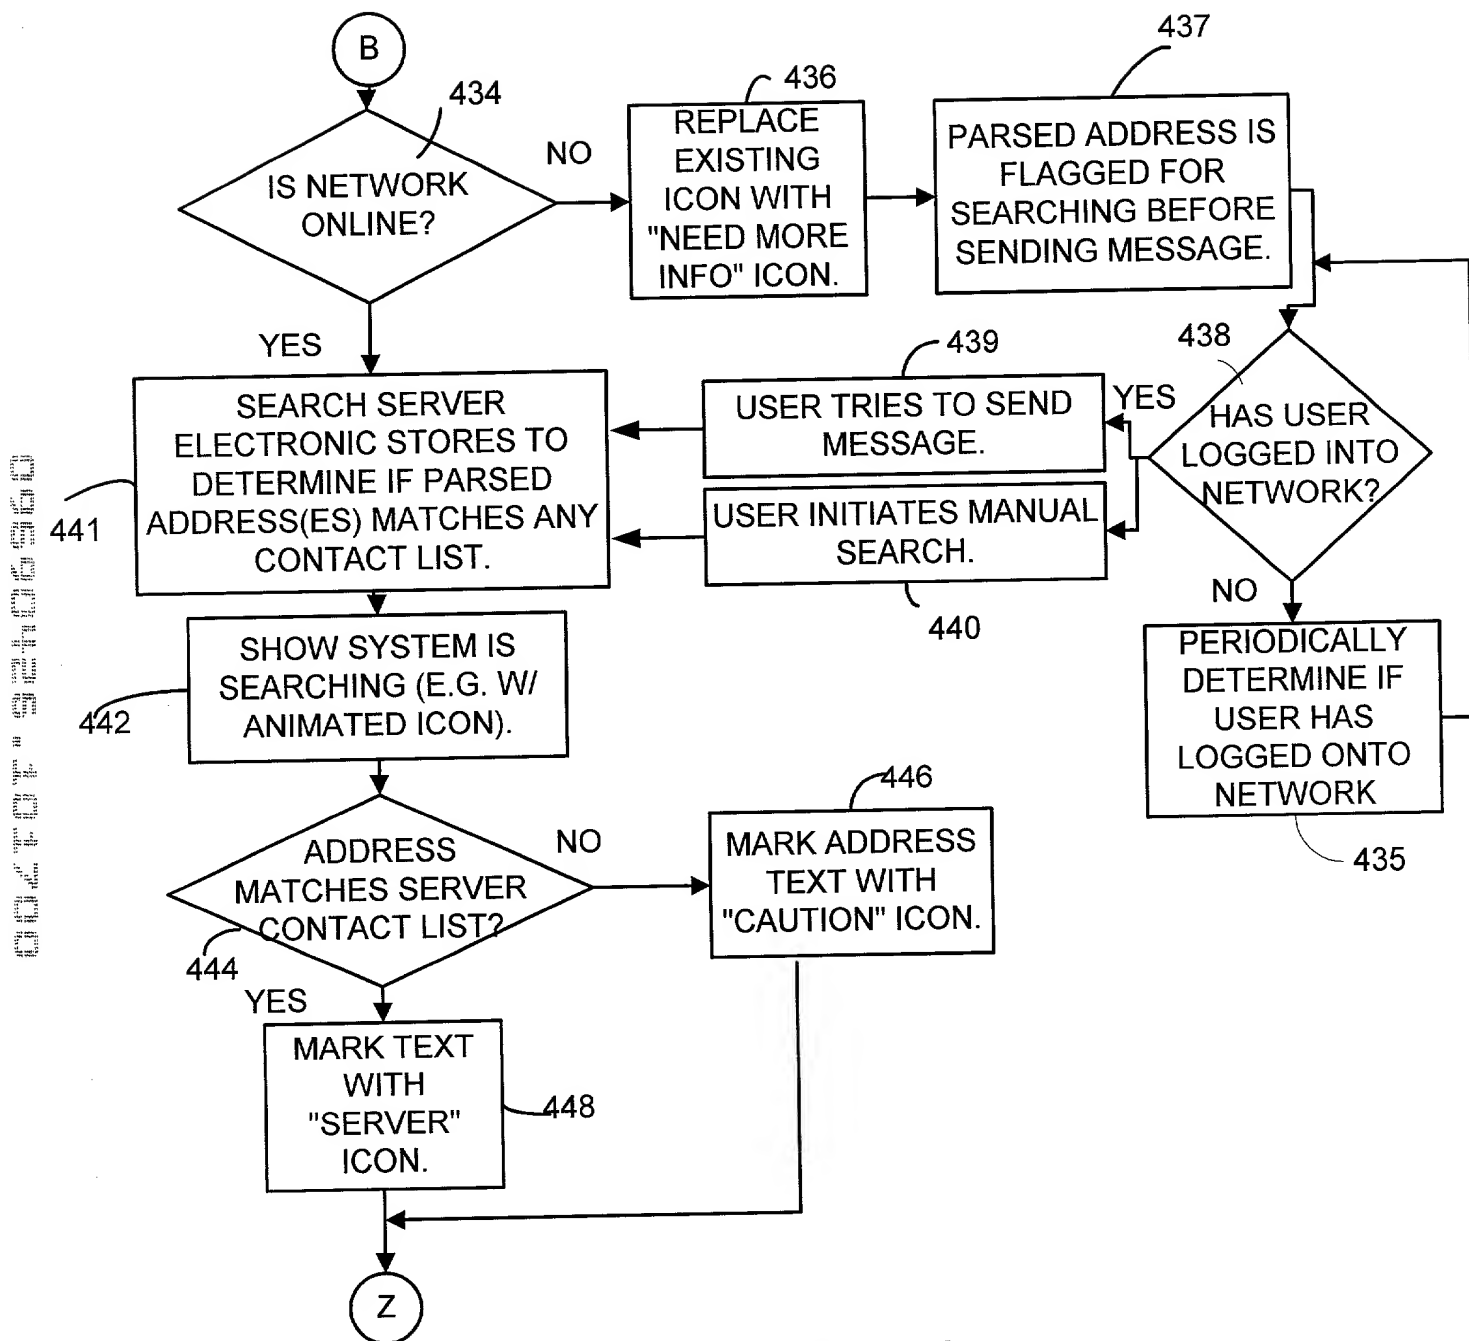 B
434
IS NETWORK
ONLINE?
NO
YES
436
REPLACE
EXISTING
ICON WITH
"NEED MORE
INFO" ICON.
437
PARSED ADDRESS IS
FLAGGED FOR
SEARCHING BEFORE
SENDING MESSAGE.
438
HAS USER
LOGGED INTO
NETWORK?
YES
NO
439
USER TRIES TO SEND
MESSAGE.
USER INITIATES MANUAL
SEARCH.
440
PERIODICALLY
DETERMINE IF
USER HAS
LOGGED ONTO
NETWORK
435
SEARCH SERVER
ELECTRONIC STORES TO
DETERMINE IF PARSED
ADDRESS(ES) MATCHES ANY
CONTACT LIST.
441
SHOW SYSTEM IS
SEARCHING (E.G. W/
ANIMATED ICON).
442
ADDRESS
MATCHES SERVER
CONTACT LIST?
444
NO
YES
446
MARK ADDRESS
TEXT WITH
"CAUTION" ICON.
MARK TEXT
WITH
"SERVER"
ICON.
448
Z